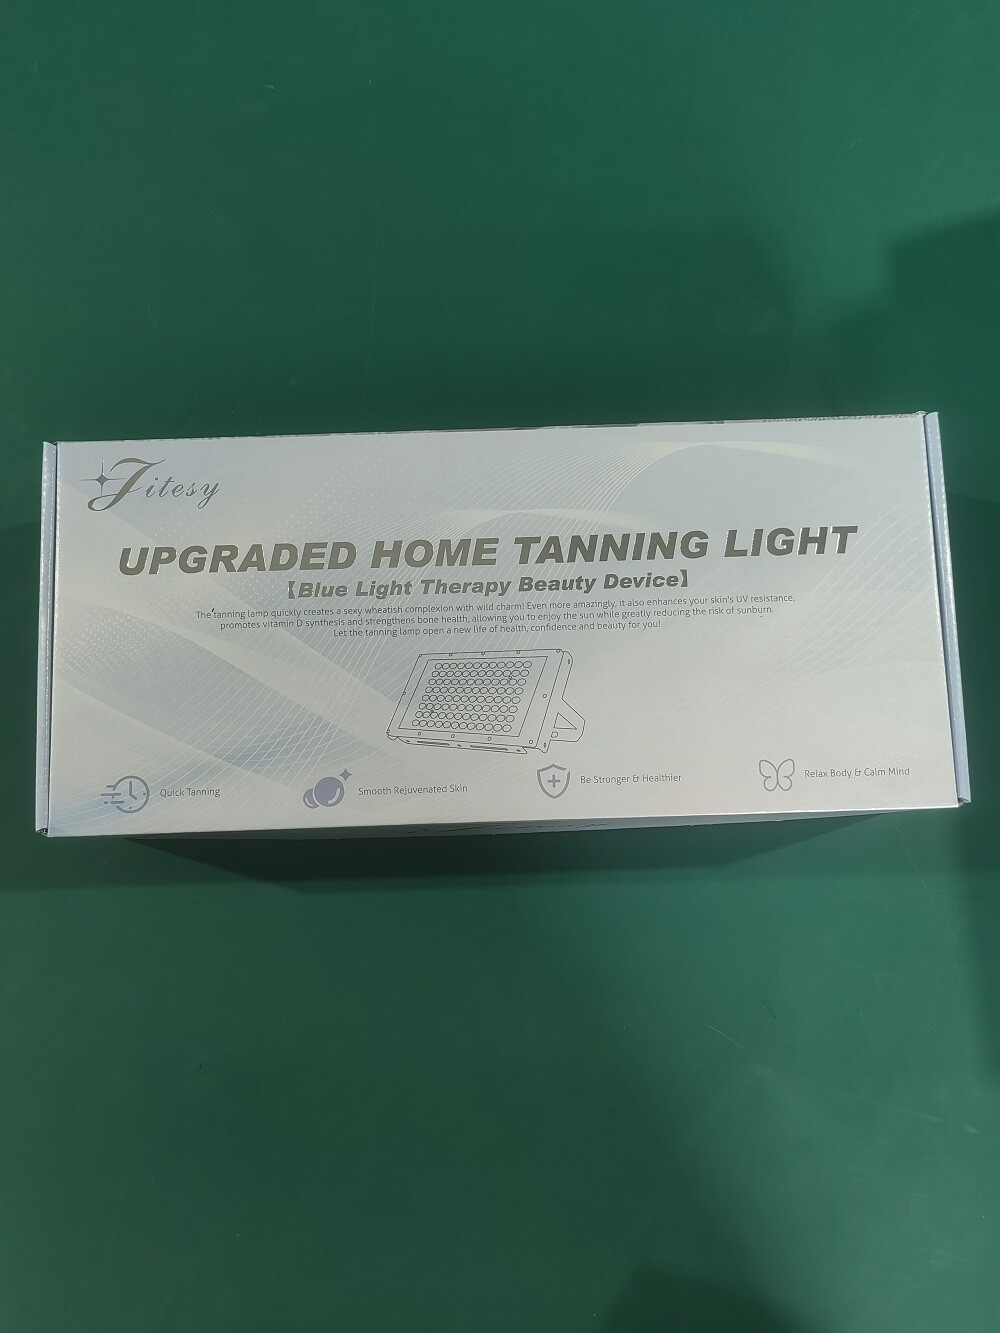 Jitesy
UPGRADED HOME TANNING LIGHT
【Blue Light Therapy Beauty Device】
The tanning lamp quickly creates a sexy wheatish complexion with wild charm! Even more amazingly, it also enhances your skin's UV resistance,
promotes vitamin D synthesis and strengthens bone health, allowing you to enjoy the sun while greatly reducing the risk of sunburn.
Let the tanning lamp open a new life of health, confidence and beauty for you!
Quick Tanning
Smooth Rejuvenated Skin
Be Stronger & Healthier
Relax Body & Calm Mind